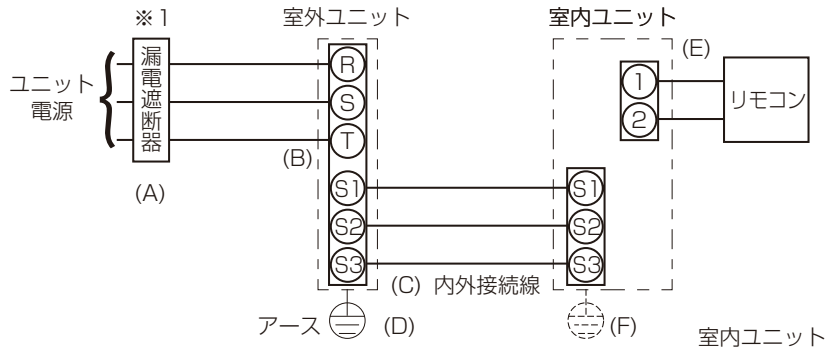 ※1
室外ユニット
室内ユニット
ユニット
電源
漏電遮断器
(A)
(B)
R
S
T
S1
S2
S3
(C) 内外接続線
アース
(D)
S1
S2
S3
(F)
1
2
(E)
リモコン
室内ユニット